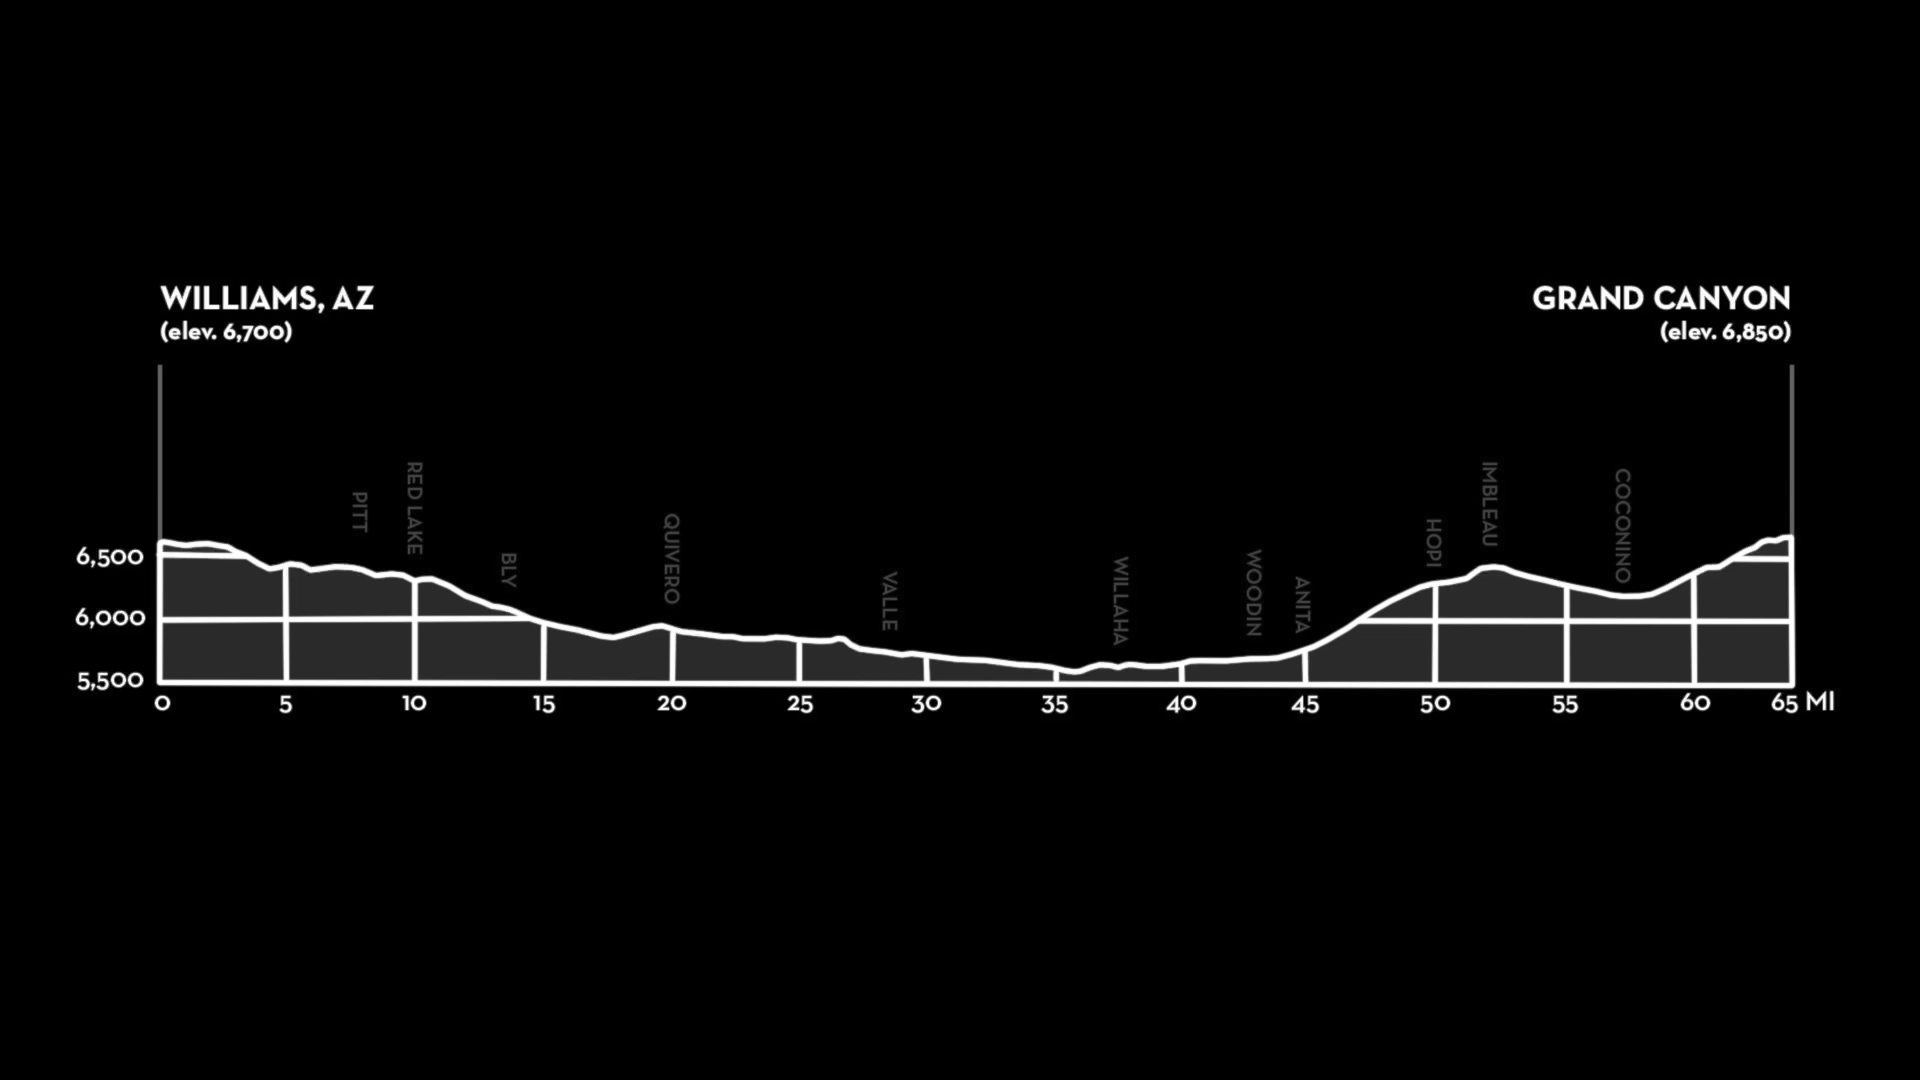 WILLIAMS, AZ
(elev. 6,700)
GRAND CANYON
(elev. 6,850)
PITT
RED LAKE
BLY
QUIVERO
VALLE
WILLAHA
WOODIN
ANITA
HOPI
IMBLEAU
COCONINO
6,500
6,000
5,500
0 5 10 15 20 25 30 35 40 45 50 55 60 65 MI